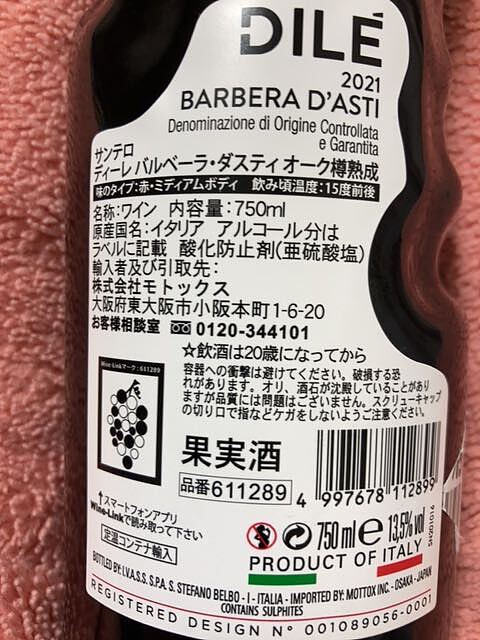 DILÉ
2021
BARBERA D'ASTI
Denominazione di Origine Controllata
e Garantita
サンテロ
ディーレ バルベーラ・ダスティ オーク樽熟成
味のタイプ:赤・ミディアムボディ 飲み頃温度:15度前後
名称:ワイン 内容量:750ml
原産国名:イタリア アルコール分は
ラベルに記載 酸化防止剤(亜硫酸塩)
輸入者及び引取先:
株式会社モトックス
大阪府東大阪市小阪本町1-6-20
お客様相談室 0120-344101
☆飲酒は20歳になってから
容器への衝撃は避けてください。破損する恐
れがあります。オリ、酒石が沈殿していることがあり
ますが品質には問題はございません。スクリューキャップ
の切り口で指などケガをしないようご注意ください。
Wine-Linkマーク:611289
果実酒
品番611289
4 997678 112899
↑スマートフォンアプリ
Wine-Linkで読み取って下さい
定温コンテナ輸入
750 ml e 13,5% vol
SN201016
PRODUCT OF ITALY
BOTTLED BY: I.V.A.S.S. S.P.A. S. STEFANO BELBO - I - ITALIA - IMPORTED BY: MOTTOX INC. - OSAKA - JAPAN
CONTAINS SULPHITES
REGISTERED DESIGN N° 001089056-0001